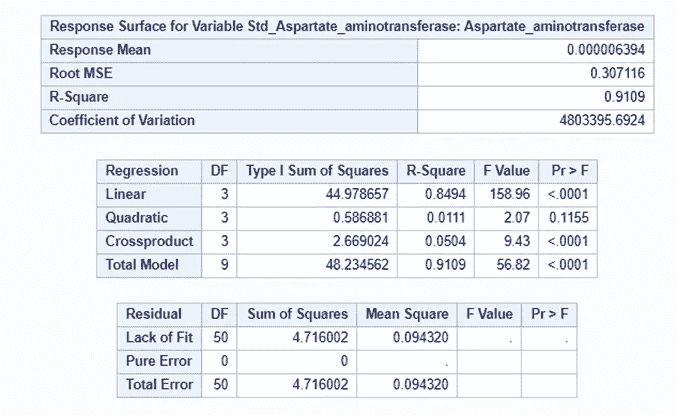 Response Surface for Variable Std_Aspartate_aminotransferase: Aspartate_aminotransferase
Response Mean 0.000006394
Root MSE 0.307116
R-Square 0.9109
Coefficient of Variation 4803395.6924
Regression DF Type I Sum of Squares R-Square F Value Pr > F
Linear 3 44.978657 0.8494 158.96 <.0001
Quadratic 3 0.586881 0.0111 2.07 0.1155
Crossproduct 3 2.669024 0.0504 9.43 <.0001
Total Model 9 48.234562 0.9109 56.82 <.0001
Residual DF Sum of Squares Mean Square F Value Pr > F
Lack of Fit 50 4.716002 0.094320 . .
Pure Error 0 0 .
Total Error 50 4.716002 0.094320